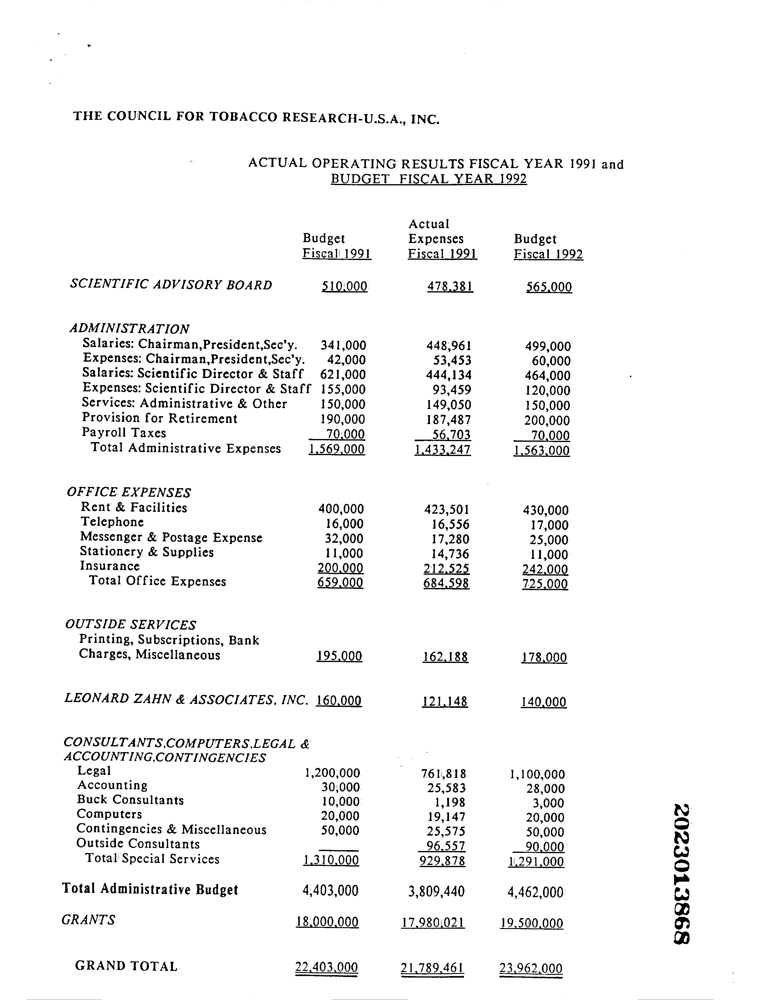 THE COUNCIL FOR TOBACCO RESEARCH-U.S.A., INC.
ACTUAL OPERATING RESULTS FISCAL YEAR 1991 and
BUDGET FISCAL YEAR 1992
Actual
Budget Expenses Budget
Fiscal 1991 Fiscal 1991 Fiscal 1992
SCIENTIFIC ADVISORY BOARD 510,000 478,381 565,000
ADMINISTRATION
Salaries: Chairman,President,Sec'y. 341,000 448,961 499,000
Expenses: Chairman,President,Sec'y. 42,000 53,453 60,000
Salaries: Scientific Director & Staff 621,000 444,134 464,000
Expenses: Scientific Director & Staff 155,000 93,459 120,000
Services: Administrative & Other 150,000 149,050 150,000
Provision for Retirement 190,000 187,487 200,000
Payroll Taxes 70,000 56,703 70,000
Total Administrative Expenses 1,569,000 1,433,247 1,563,000
OFFICE EXPENSES
Rent & Facilities 400,000 423,501 430,000
Telephone 16,000 16,556 17,000
Messenger & Postage Expense 32,000 17,280 25,000
Stationery & Supplies 11,000 14,736 11,000
Insurance 200,000 212,525 242,000
Total Office Expenses 659,000 684,598 725,000
OUTSIDE SERVICES
Printing, Subscriptions, Bank
Charges, Miscellaneous 195,000 162,188 178,000
LEONARD ZAHN & ASSOCIATES, INC. 160,000 121,148 140,000
CONSULTANTS,COMPUTERS,LEGAL &
ACCOUNTING,CONTINGENCIES
Legal 1,200,000 761,818 1,100,000
Accounting 30,000 25,583 28,000
Buck Consultants 10,000 1,198 3,000
Computers 20,000 19,147 20,000
Contingencies & Miscellaneous 50,000 25,575 50,000
Outside Consultants 96,557 90,000
Total Special Services 1,310,000 929,878 1,291,000
Total Administrative Budget 4,403,000 3,809,440 4,462,000
GRANTS 18,000,000 17,980,021 19,500,000
GRAND TOTAL 22,403,000 21,789,461 23,962,000
2023013868